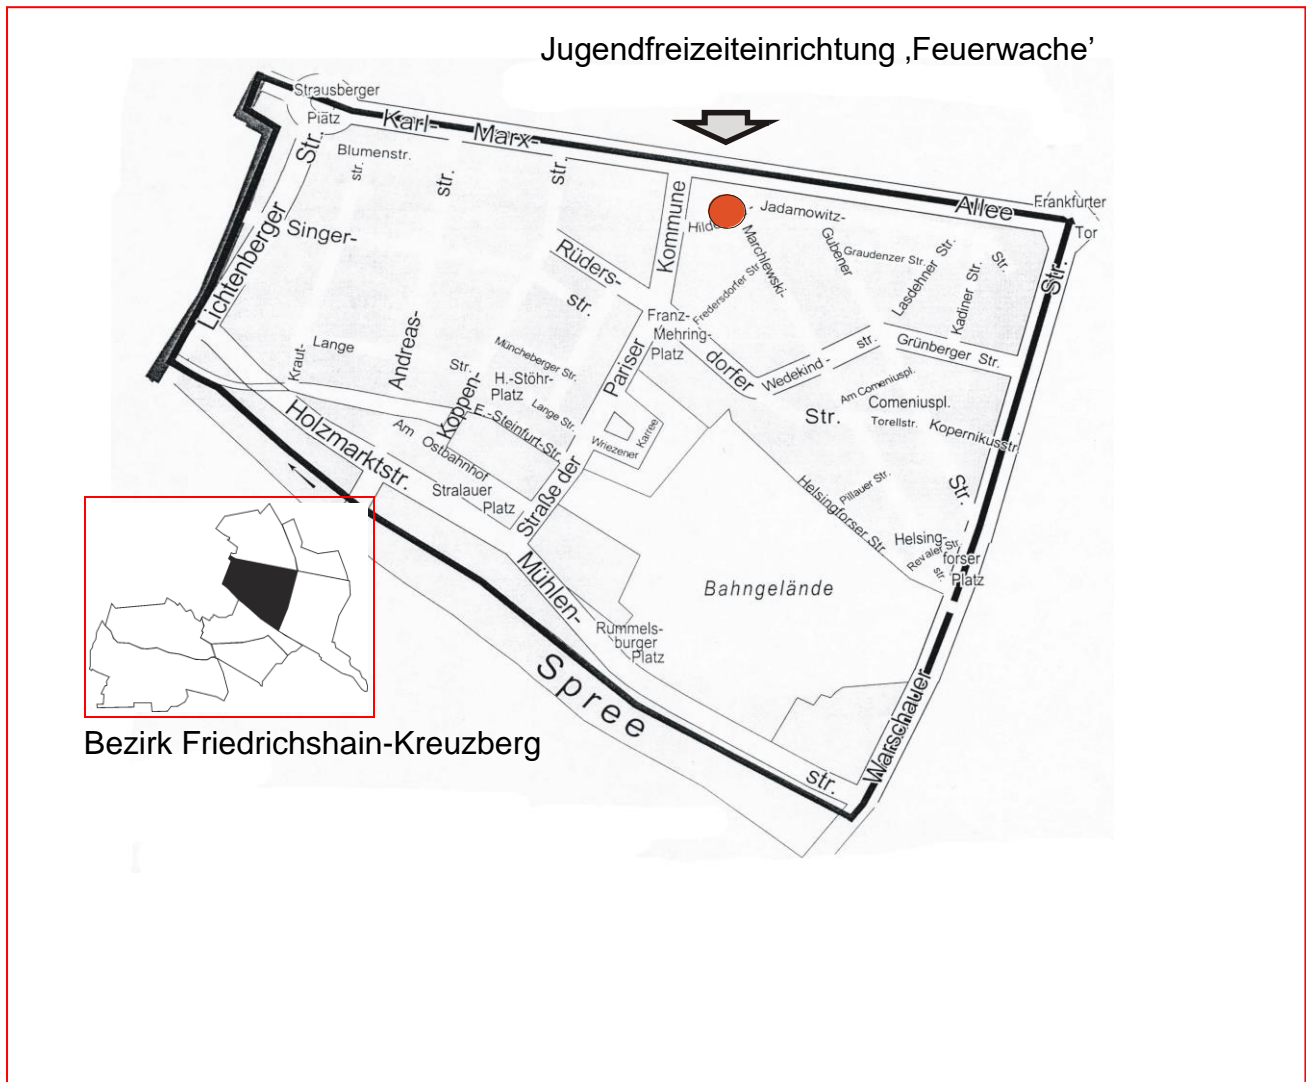 Jugendfreizeiteinrichtung ‚Feuerwache’
Strausberger
Platz
Karl-
Marx-
Allee
Frankfurter
Tor
Str.
Blumenstr.
str.
str.
str.
Kommune
Hilde
Jadamowitz-
Marchlewski-
Gubener
Graudenzer Str.
Lasdehner Str.
Kadiner Str.
Str.
Str.
Lichtenberger
Singer-
Rüders-
str.
Fredersdorfer Str.
Franz-
Mehring-
Platz
dorfer
Wedekind-
str.
Grünberger Str.
Kraut-
Lange
Andreas-
Str.
Müncheberger Str.
H.-Stöhr-
Platz
Koppen-
Lange Str.
E.-Steinfurt-Str.
Pariser
Straße der
Wriezener
Karree
Str.
Am Comeniuspl.
Comeniuspl.
Torellstr.
Kopernikusstr.
Holzmarktstr.
Am
Ostbahnhof
Stralauer
Platz
Helsingforser Str.
Pillauer Str.
Str.
Helsing-
forser
Platz
Revaler Str.
str.
Mühlen-
Bahngelände
Rummels-
burger
Platz
Spree
str.
Warschauer
Bezirk Friedrichshain-Kreuzberg